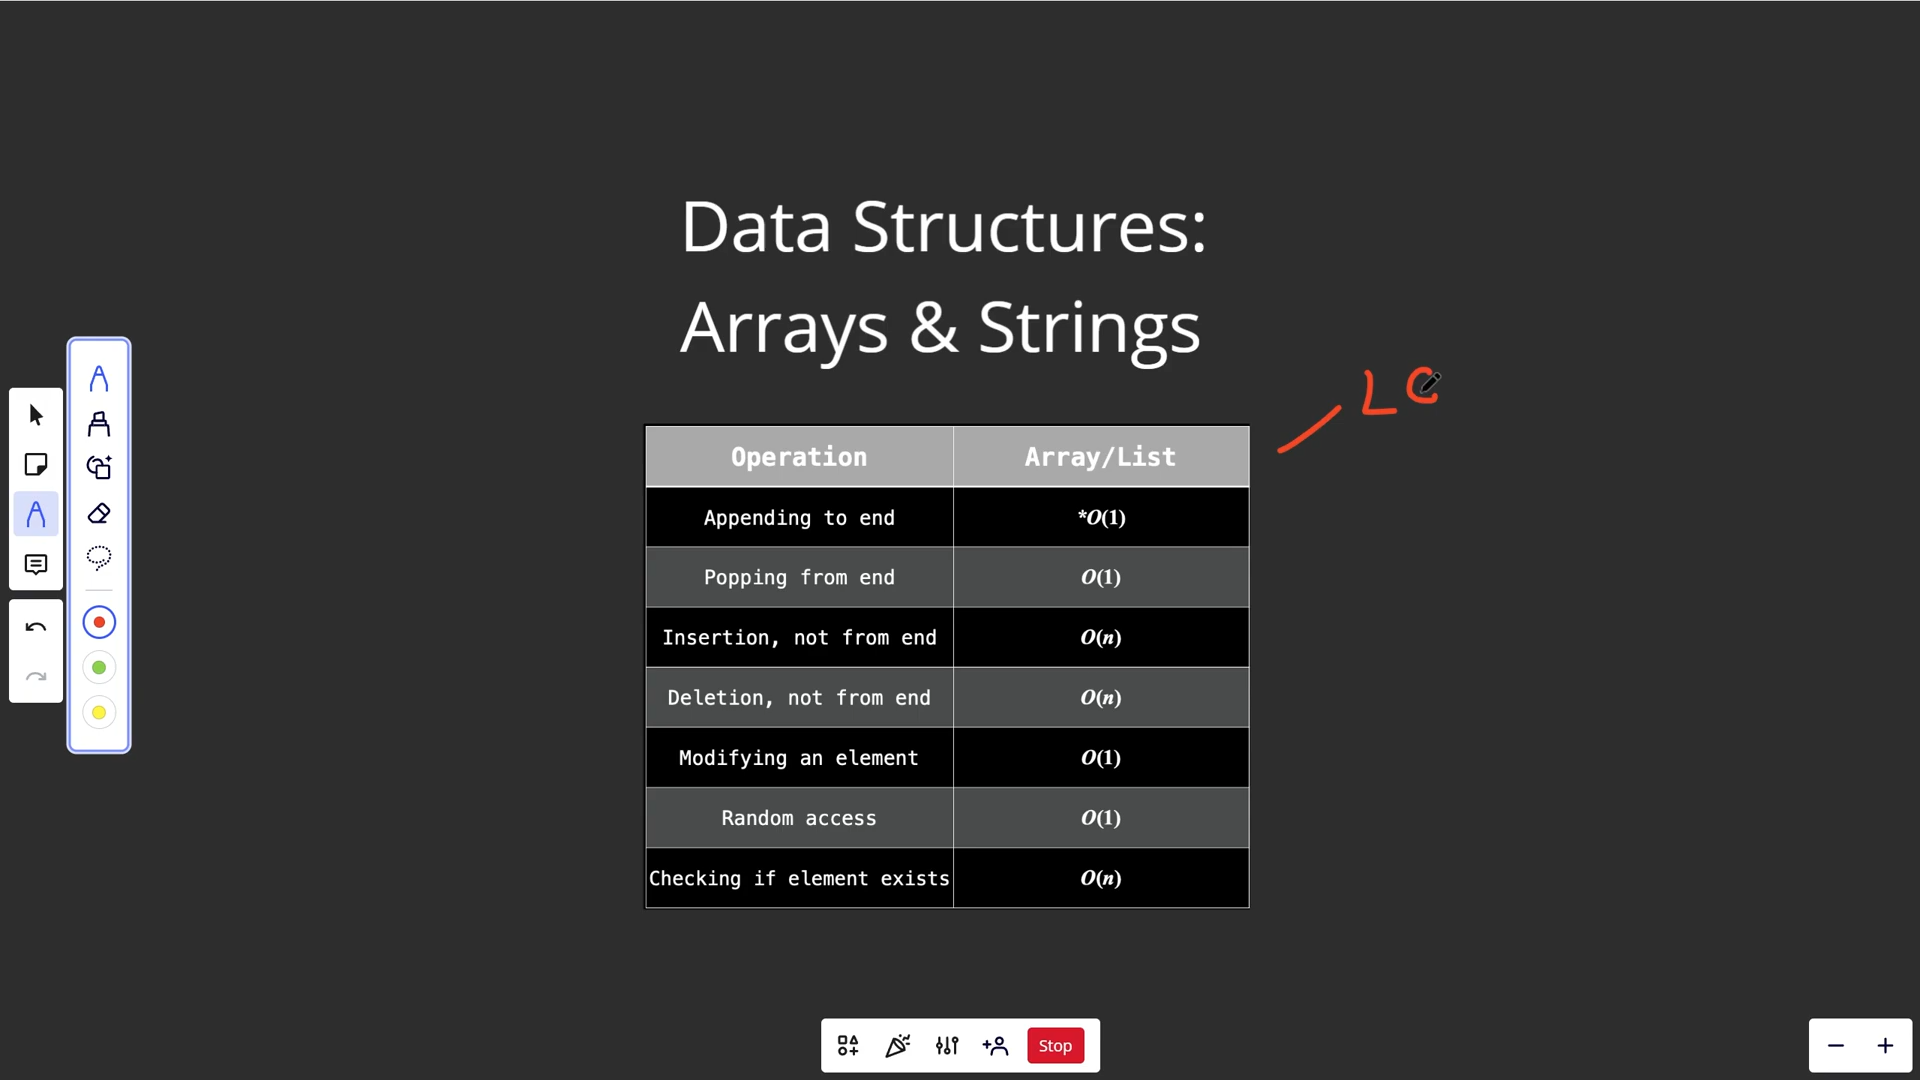 Data Structures:
Arrays & Strings
LC
Operation Array/List
Appending to end *O(1)
Popping from end O(1)
Insertion, not from end O(n)
Deletion, not from end O(n)
Modifying an element O(1)
Random access O(1)
Checking if element exists O(n)
Stop